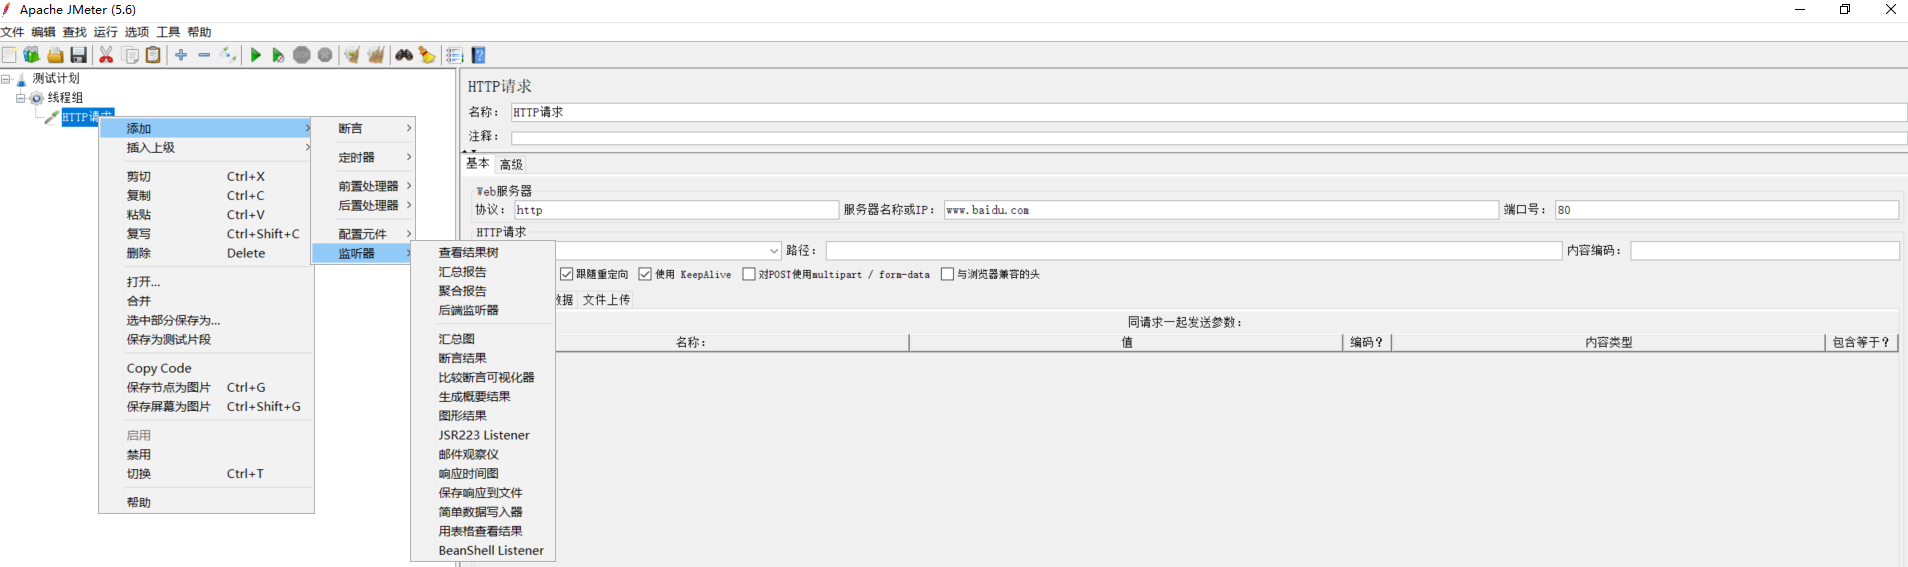 Apache JMeter (5.6)
文件 编辑 查找 运行 选项 工具 帮助
测试计划
线程组
HTTP请求
添加
插入上级
剪切 Ctrl+X
复制 Ctrl+C
粘贴 Ctrl+V
复写 Ctrl+Shift+C
删除 Delete
打开...
合并
选中部分保存为...
保存为测试片段
Copy Code
保存节点为图片 Ctrl+G
保存屏幕为图片 Ctrl+Shift+G
启用
禁用
切换 Ctrl+T
帮助
断言
定时器
前置处理器
后置处理器
配置元件
监听器
查看结果树
汇总报告
聚合报告
后端监听器
汇总图
断言结果
比较断言可视化器
生成概要结果
图形结果
JSR223 Listener
邮件观察仪
响应时间图
保存响应到文件
简单数据写入器
用表格查看结果
BeanShell Listener
HTTP请求
名称: HTTP请求
注释:
基本 高级
Web服务器
协议: http 服务器名称或IP: www.baidu.com 端口号: 80
HTTP请求
路径: 内容编码:
跟随重定向 使用 KeepAlive 对POST使用multipart / form-data 与浏览器兼容的头
数据 文件上传
同请求一起发送参数:
名称: 值 编码? 内容类型 包含等于?